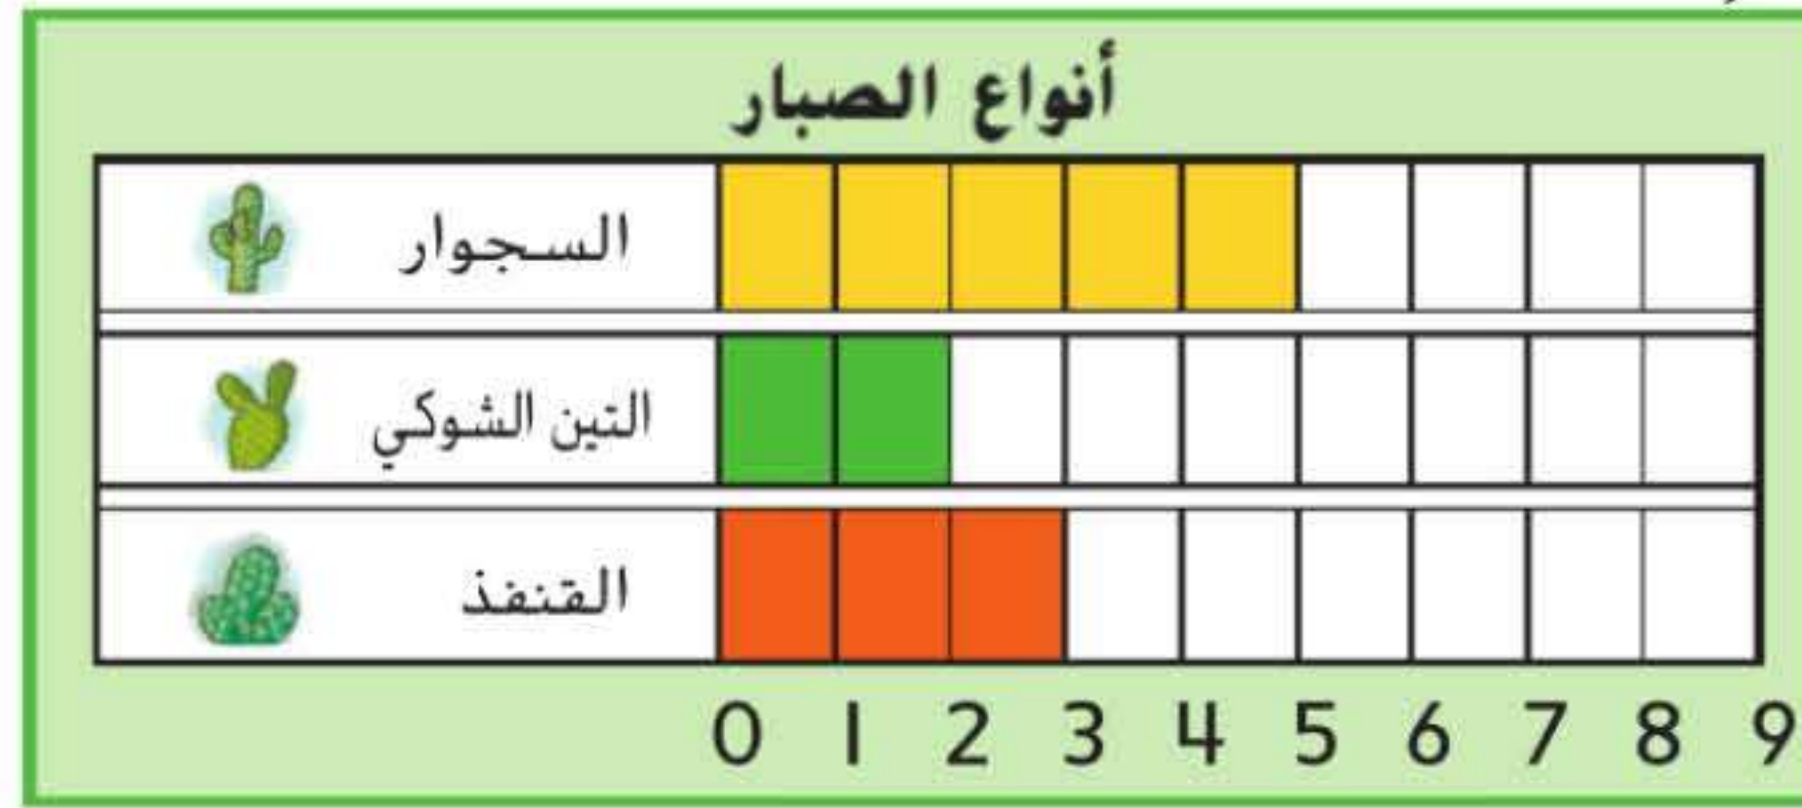 أنواع الصبار
السجوار
التين الشوكي
القنفذ
0 1 2 3 4 5 6 7 8 9